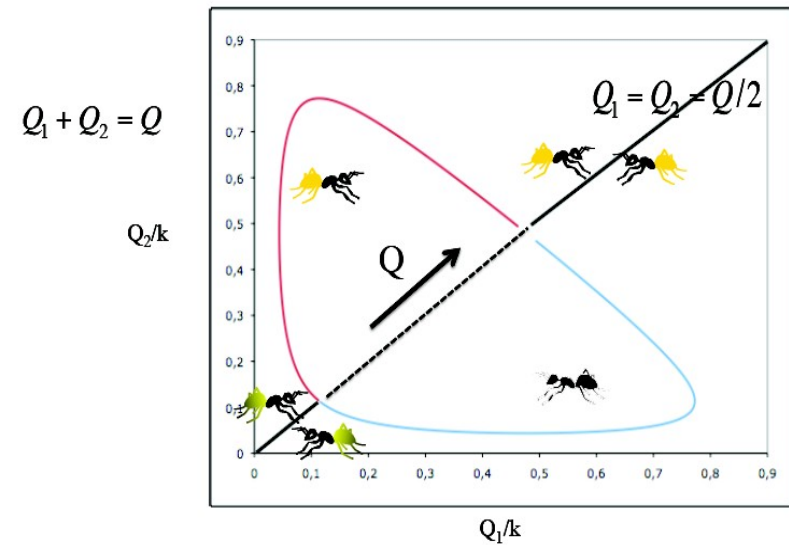 Q₁ + Q₂ = Q
Q₂/k
0,9
0,8
0,7
0,6
0,5
0,4
0,3
0,2
0,1
0
Q₁ = Q₂ = Q/2
Q
0 0,1 0,2 0,3 0,4 0,5 0,6 0,7 0,8 0,9
Q₁/k